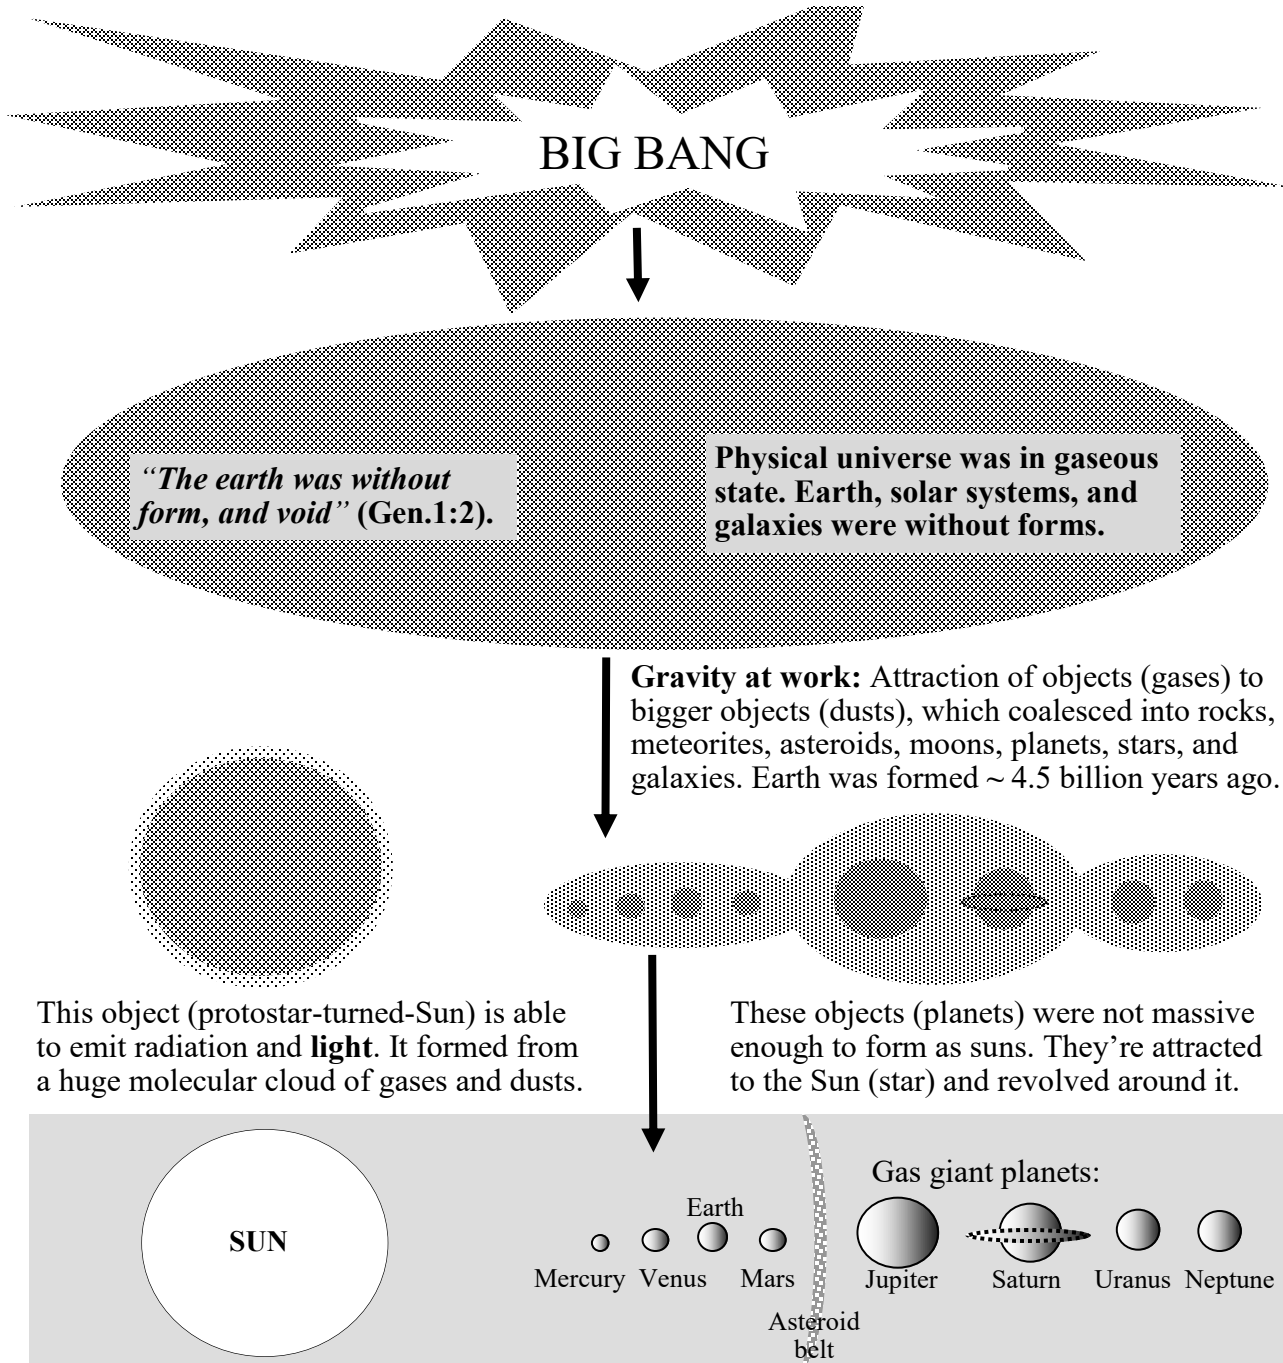 BIG BANG
“The earth was without
form, and void” (Gen.1:2).
Physical universe was in gaseous
state. Earth, solar systems, and
galaxies were without forms.
Gravity at work: Attraction of objects (gases) to
bigger objects (dusts), which coalesced into rocks,
meteorites, asteroids, moons, planets, stars, and
galaxies. Earth was formed ~ 4.5 billion years ago.
This object (protostar-turned-Sun) is able
to emit radiation and light. It formed from
a huge molecular cloud of gases and dusts.
These objects (planets) were not massive
enough to form as suns. They’re attracted
to the Sun (star) and revolved around it.
Gas giant planets:
Earth
SUN
Mercury Venus Mars Jupiter Saturn Uranus Neptune
Asteroid
belt